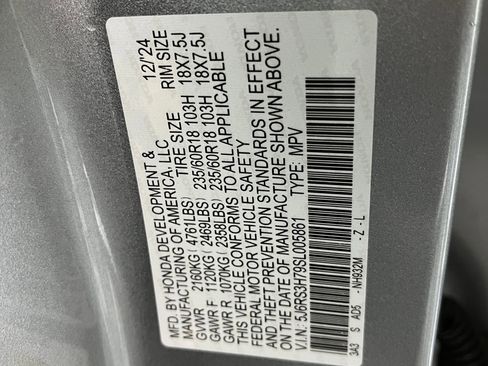 MFD. BY HONDA DEVELOPMENT & 12/'24
MANUFACTURING OF AMERICA, LLC
TIRE SIZE RIM SIZE
GVWR 2160KG ( 4761LBS) 235/60R18 103H 18X7.5J
GAWR F 1120KG ( 2469LBS) 235/60R18 103H 18X7.5J
GAWR R 1070KG ( 2358LBS) 
THIS VEHICLE CONFORMS TO ALL APPLICABLE
FEDERAL MOTOR VEHICLE SAFETY
AND THEFT PREVENTION STANDARDS IN EFFECT
ON THE DATE OF MANUFACTURE SHOWN ABOVE.
V.I.N.: 5J6RS3H79SL005861 TYPE: MPV
3A3 S AD5 -NH932M - Z - L